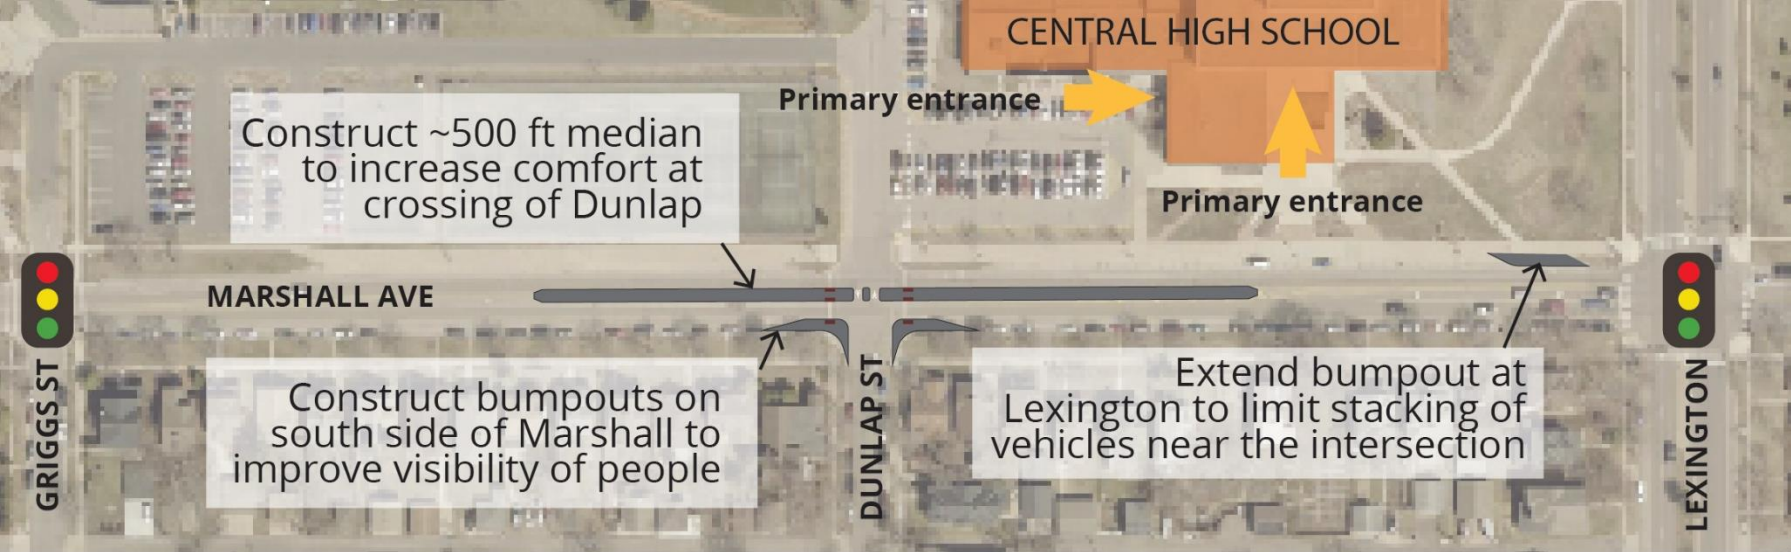 CENTRAL HIGH SCHOOL
Primary entrance
Construct ~500 ft median
to increase comfort at
crossing of Dunlap
Primary entrance
MARSHALL AVE
Construct bumpouts on
south side of Marshall to
improve visibility of people
Extend bumpout at
Lexington to limit stacking of
vehicles near the intersection
GRIGGS ST
DUNLAP ST
LEXINGTON